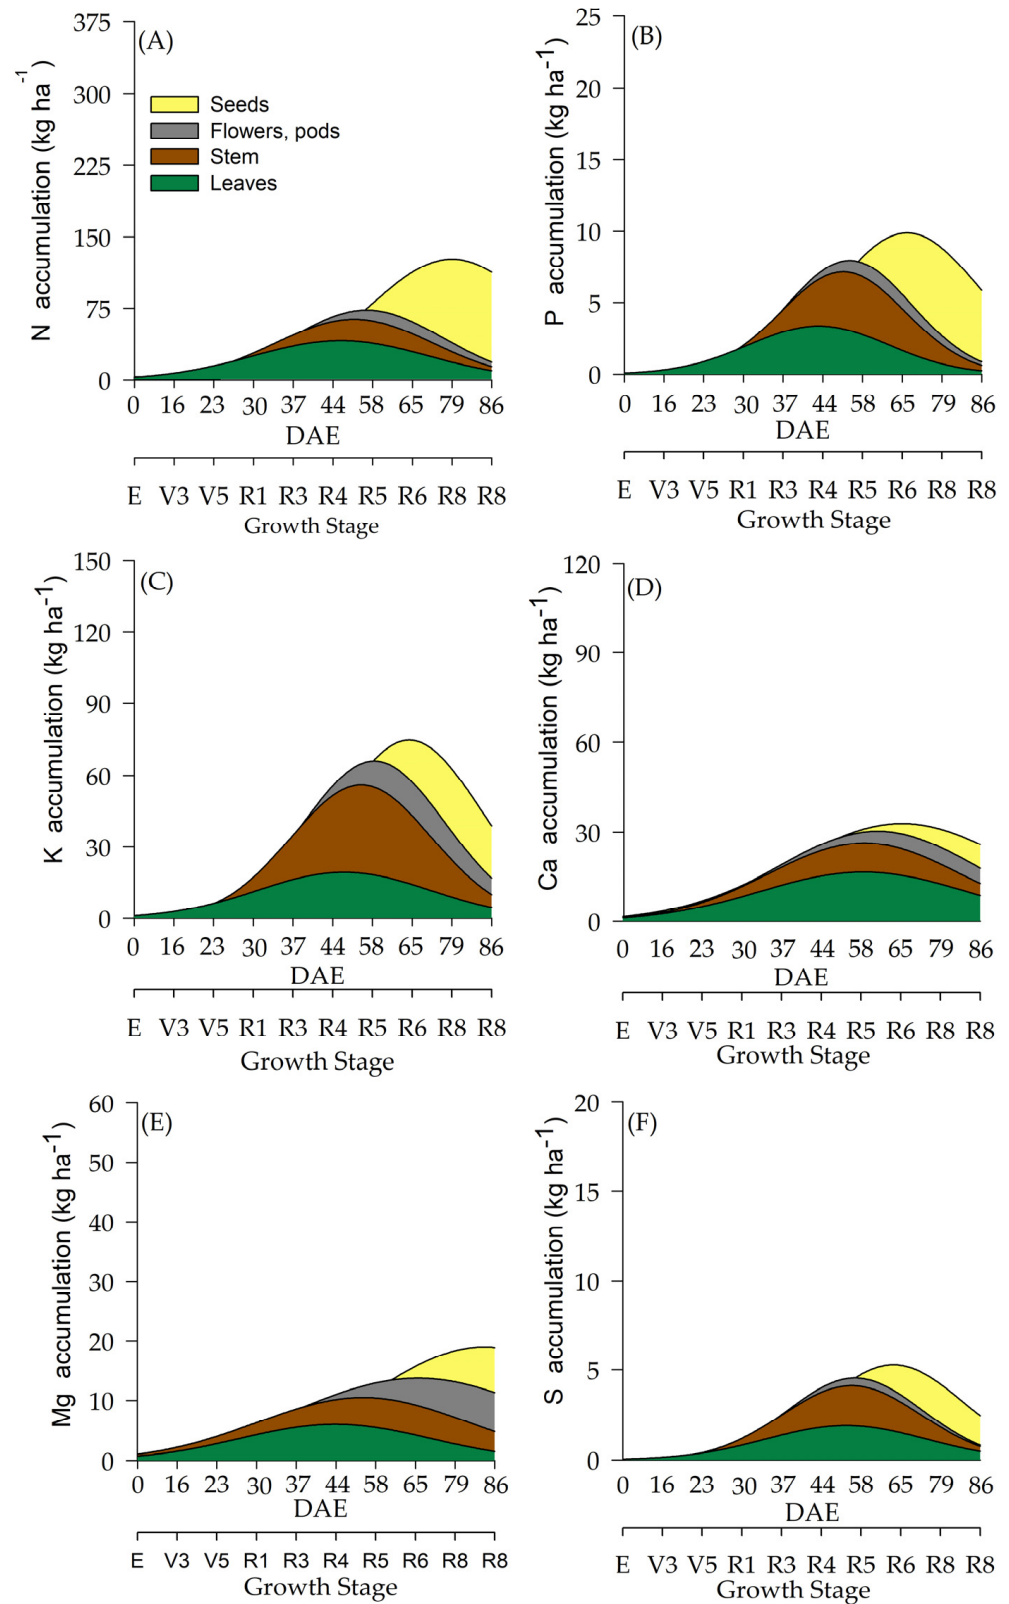 (A)
N accumulation (kg ha-1)
375
300
225
150
75
0
Seeds
Flowers, pods
Stem
Leaves
0 16 23 30 37 44 58 65 79 86
DAE
E V3 V5 R1 R3 R4 R5 R6 R8 R8
Growth Stage
(B)
P accumulation (kg ha-1)
25
20
15
10
5
0
0 16 23 30 37 44 58 65 79 86
DAE
E V3 V5 R1 R3 R4 R5 R6 R8 R8
Growth Stage
(C)
K accumulation (kg ha-1)
150
120
90
60
30
0
0 16 23 30 37 44 58 65 79 86
DAE
E V3 V5 R1 R3 R4 R5 R6 R8 R8
Growth Stage
(D)
Ca accumulation (kg ha-1)
120
90
60
30
0
0 16 23 30 37 44 58 65 79 86
DAE
E V3 V5 R1 R3 R4 R5 R6 R8 R8
Growth Stage
(E)
Mg accumulation (kg ha-1)
60
50
40
30
20
10
0
0 16 23 30 37 44 58 65 79 86
DAE
E V3 V5 R1 R3 R4 R5 R6 R8 R8
Growth Stage
(F)
S accumulation (kg ha-1)
20
15
10
5
0
0 16 23 30 37 44 58 65 79 86
DAE
E V3 V5 R1 R3 R4 R5 R6 R8 R8
Growth Stage